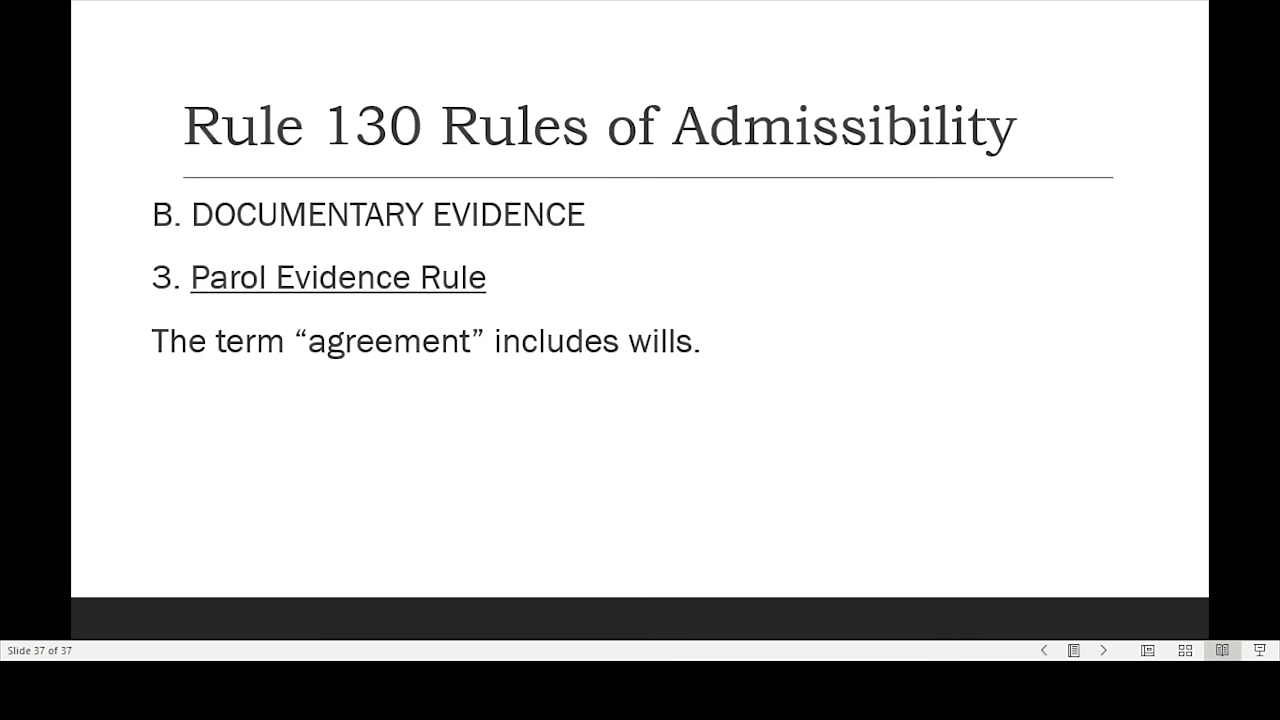 Rule 130 Rules of Admissibility
B. DOCUMENTARY EVIDENCE
3. Parol Evidence Rule
The term “agreement” includes wills.
Slide 37 of 37